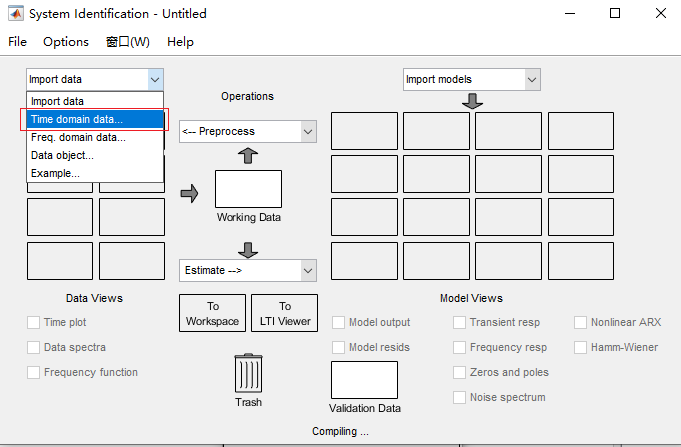 System Identification - Untitled
File Options 窗口(W) Help
Import data
Import models
Operations
Import data
Time domain data...
Freq. domain data...
Data object...
Example...
<-- Preprocess
Working Data
Estimate -->
Data Views
To
Workspace
To
LTI Viewer
Model Views
Time plot
Data spectra
Frequency function
Model output
Model resids
Transient resp
Frequency resp
Zeros and poles
Noise spectrum
Nonlinear ARX
Hamm-Wiener
Trash
Validation Data
Compiling ...